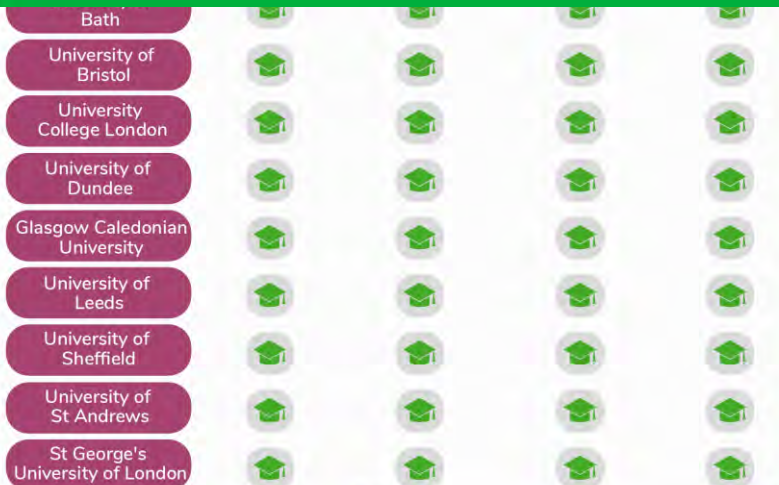 Bath
University of
Bristol
University
College London
University of
Dundee
Glasgow Caledonian
University
University of
Leeds
University of
Sheffield
University of
St Andrews
St George's
University of London